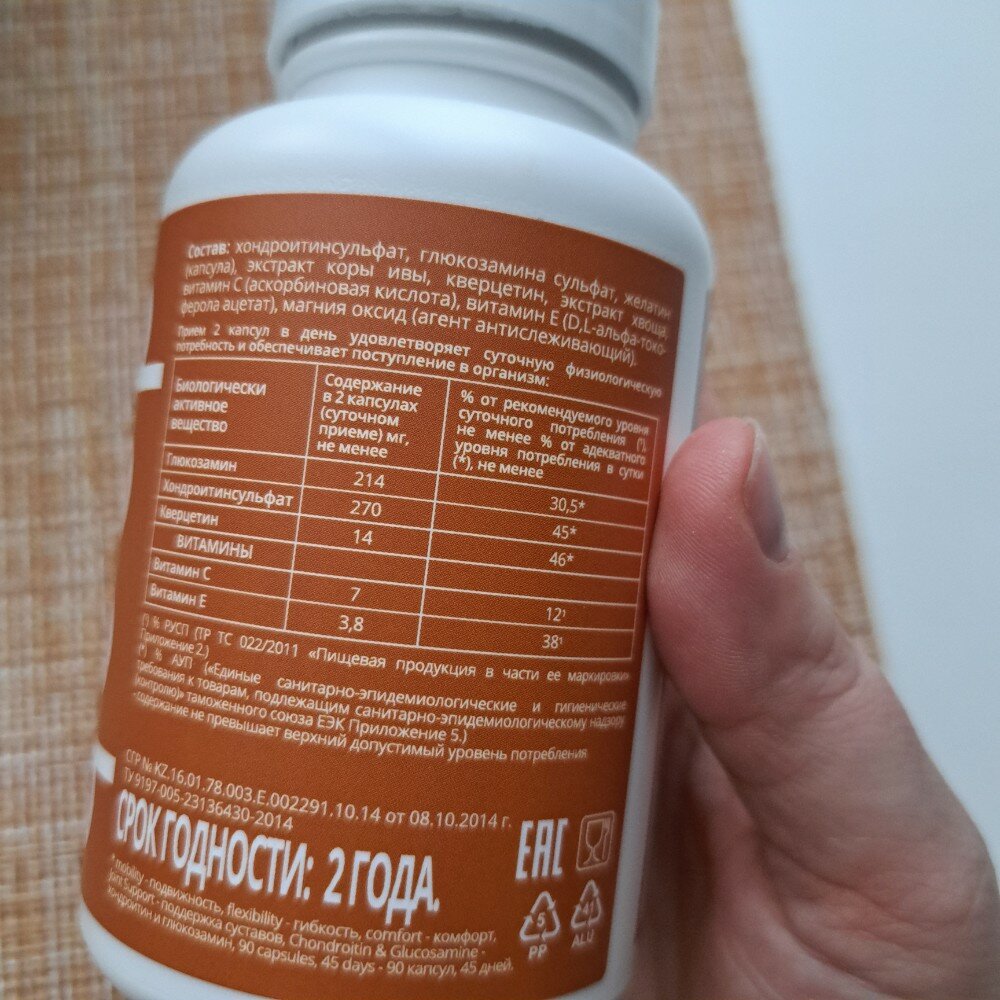 Состав: хондроитинсульфат, глюкозамина сульфат, желатин
(капсула), экстракт коры ивы, кверцетин, экстракт хвоща,
витамин С (аскорбиновая кислота), витамин Е (D,L-альфа-токо-
ферола ацетат), магния оксид (агент антислеживающий).
Прием 2 капсул в день удовлетворяет суточную физиологическую
потребность и обеспечивает поступление в организм:
Биологически
активное
вещество
Содержание
в 2 капсулах
(суточном
приеме) мг,
не менее
% от рекомендуемого уровня
суточного потребления (¹),
не менее % от адекватного
уровня потребления в сутки
(*), не менее
Глюкозамин 214 30,5*
Хондроитинсульфат 270 45*
Кверцетин 14 46*
ВИТАМИНЫ
Витамин С 7 12¹
Витамин Е 3,8 38¹
(¹) % РУСП (ТР ТС 022/2011 «Пищевая продукция в части ее маркировки»
Приложение 2.)
(*) % АУП («Единые санитарно-эпидемиологические и гигиенические
требования к товарам, подлежащим санитарно-эпидемиологическому надзору
(контролю)» таможенного союза ЕЭК Приложение 5.)
-содержание не превышает верхний допустимый уровень потребления
СГР № KZ.16.01.78.003.E.002291.10.14 от 08.10.2014 г.
ТУ 9197-005-23136430-2014
СРОК ГОДНОСТИ: 2 ГОДА.
EAC
5
PP
41
ALU
* mobility - подвижность, flexibility - гибкость, comfort - комфорт,
Joint Support - поддержка суставов, Chondroitin & Glucosamine -
хондроитин и глюкозамин, 90 capsules, 45 days - 90 капсул, 45 дней.